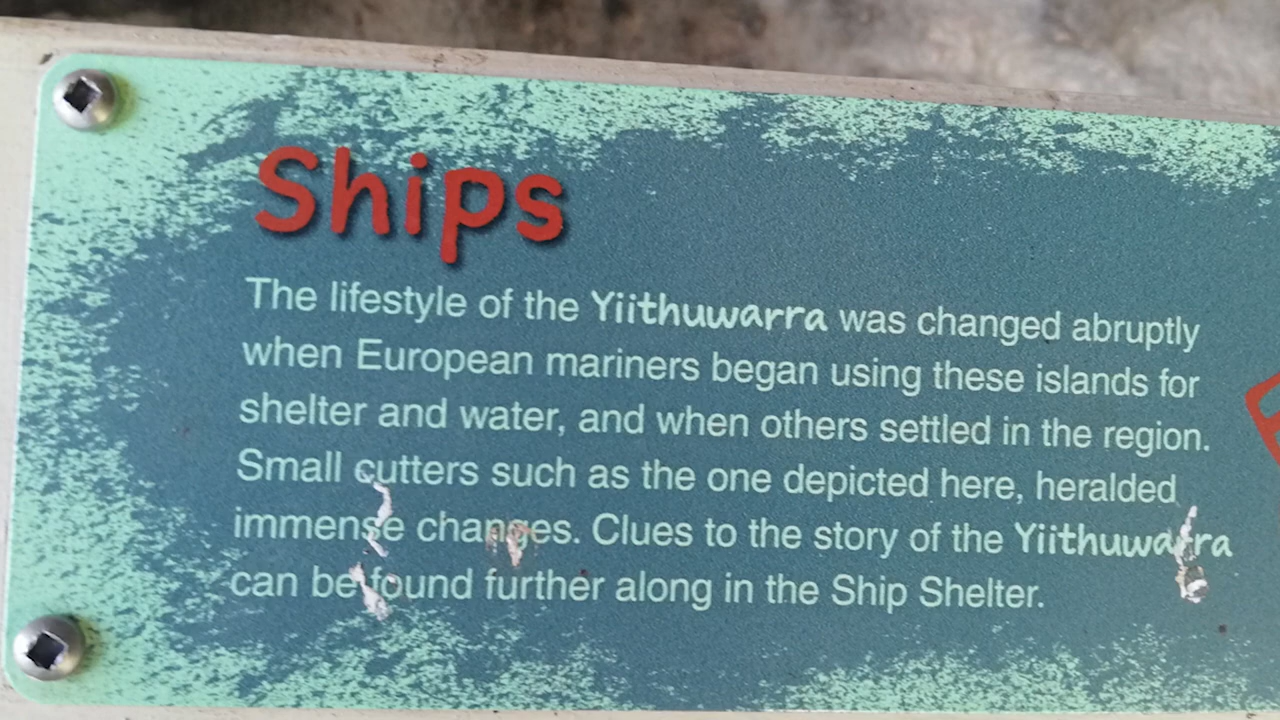 Ships
The lifestyle of the Yiithuwarra was changed abruptly
when European mariners began using these islands for
shelter and water, and when others settled in the region.
Small cutters such as the one depicted here, heralded
immense changes. Clues to the story of the Yiithuwarra
can be found further along in the Ship Shelter.